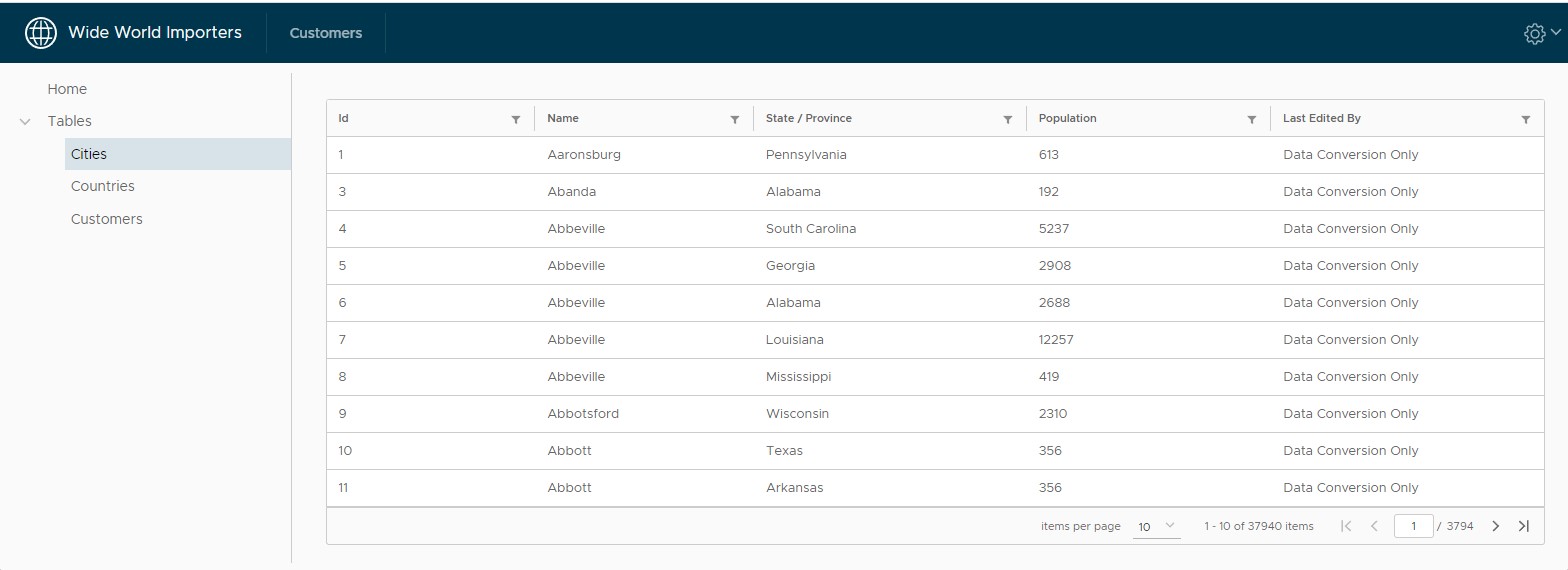 Wide World Importers Customers
Home
Tables
Cities
Countries
Customers
Id Name State / Province Population Last Edited By
1 Aaronsburg Pennsylvania 613 Data Conversion Only
3 Abanda Alabama 192 Data Conversion Only
4 Abbeville South Carolina 5237 Data Conversion Only
5 Abbeville Georgia 2908 Data Conversion Only
6 Abbeville Alabama 2688 Data Conversion Only
7 Abbeville Louisiana 12257 Data Conversion Only
8 Abbeville Mississippi 419 Data Conversion Only
9 Abbotsford Wisconsin 2310 Data Conversion Only
10 Abbott Texas 356 Data Conversion Only
11 Abbott Arkansas 356 Data Conversion Only
items per page 10 1 - 10 of 37940 items 1 / 3794